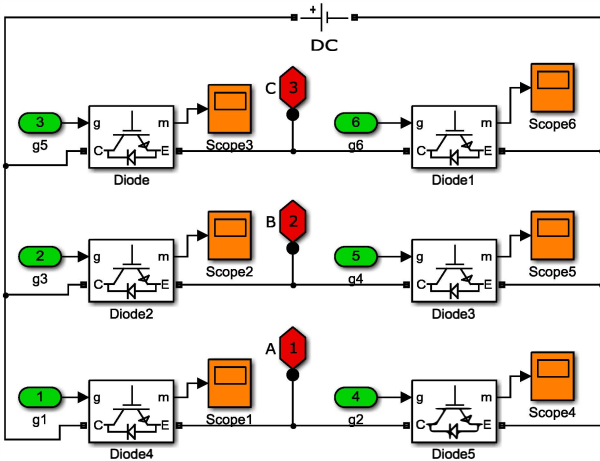 +
DC
C 3
3 g m 6 g m
g5 C E Scope3 g6 C E Scope6
Diode Diode1
B 2
2 g m 5 g m
g3 C E Scope2 g4 C E Scope5
Diode2 Diode3
A 1
1 g m 4 g m
g1 C E Scope1 g2 C E Scope4
Diode4 Diode5